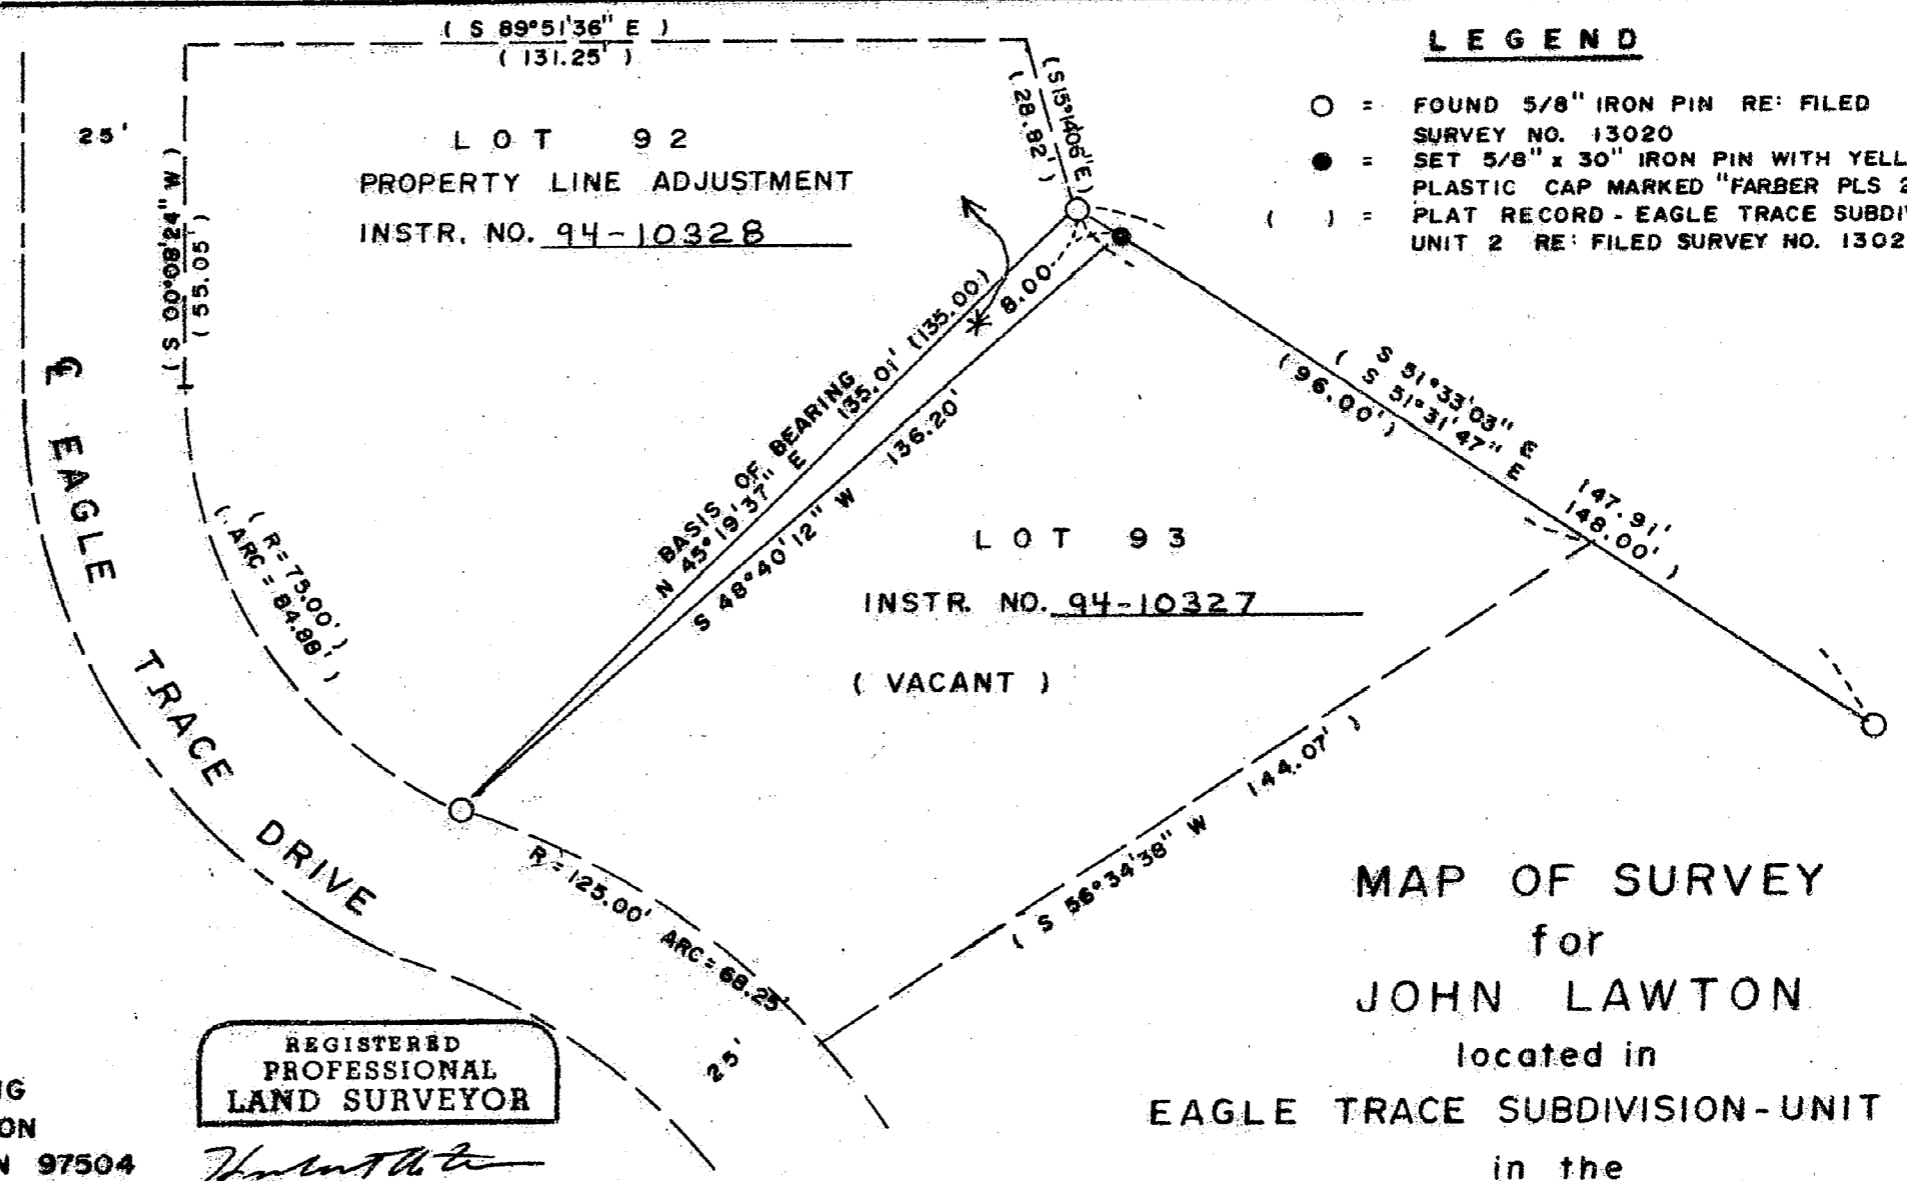 ( S 89°51'36" E )
( 131.25' )
25'
LOT 92
PROPERTY LINE ADJUSTMENT
INSTR. NO. 94-10328
( S 00°08'24" W )
( 55.05' )
( S15°14'06"E )
( 28.82' )
LEGEND
○ = FOUND 5/8" IRON PIN RE: FILED
SURVEY NO. 13020
● = SET 5/8" x 30" IRON PIN WITH YELL
PLASTIC CAP MARKED "FARBER PLS 2
( ) = PLAT RECORD - EAGLE TRACE SUBDI
UNIT 2 RE: FILED SURVEY NO. 1302
BASIS OF BEARING
N 45°19'37" E 135.01' (135.00)
* 8.00
S 48°40'12" W 136.20'
S 51°33'03" E 147.91'
( S 51°31'47" E 148.00' )
( 96.00' )
LOT 93
INSTR. NO. 94-10327
( VACANT )
( R = 75.00' )
( ARC = 84.88' )
℄ EAGLE TRACE DRIVE
R = 125.00' ARC = 68.25'
25'
( S 56°34'38" W 144.07' )
MAP OF SURVEY
for
JOHN LAWTON
located in
EAGLE TRACE SUBDIVISION-UNIT
in the
REGISTERED
PROFESSIONAL
LAND SURVEYOR
NG
ON
N 97504